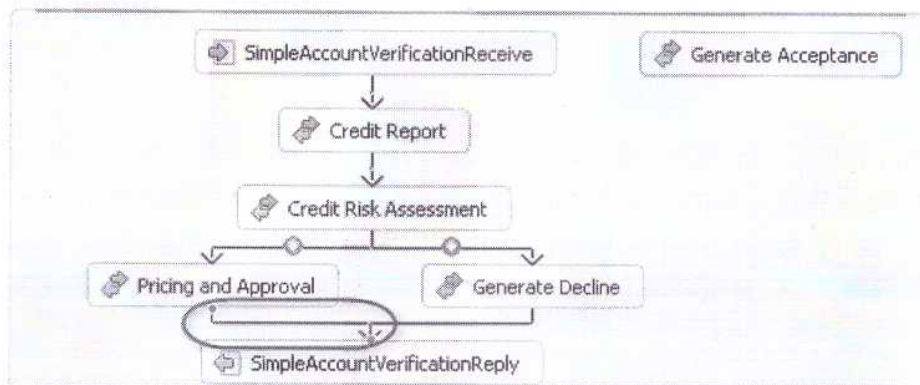 SimpleAccountVerificationReceive
Generate Acceptance
Credit Report
Credit Risk Assessment
Pricing and Approval
Generate Decline
SimpleAccountVerificationReply